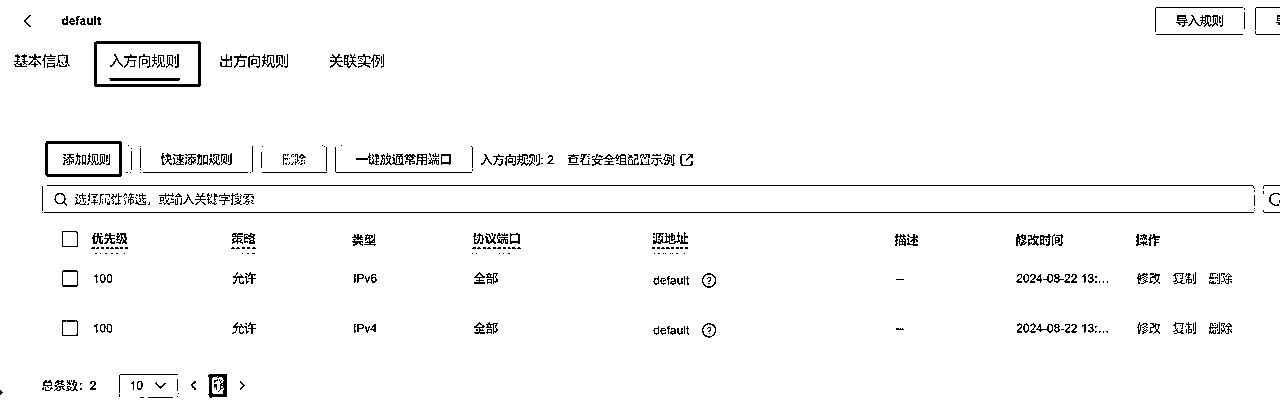 default 导入规则
基本信息 入方向规则 出方向规则 关联实例
添加规则 快速添加规则 删除 一键放通常用端口 入方向规则: 2 查看安全组配置示例
选择属性筛选，或输入关键字搜索
优先级 策略 类型 协议端口 源地址 描述 修改时间 操作
100 允许 IPv6 全部 default -- 2024-08-22 13:... 修改 复制 删除
100 允许 IPv4 全部 default -- 2024-08-22 13:... 修改 复制 删除
总条数: 2 10